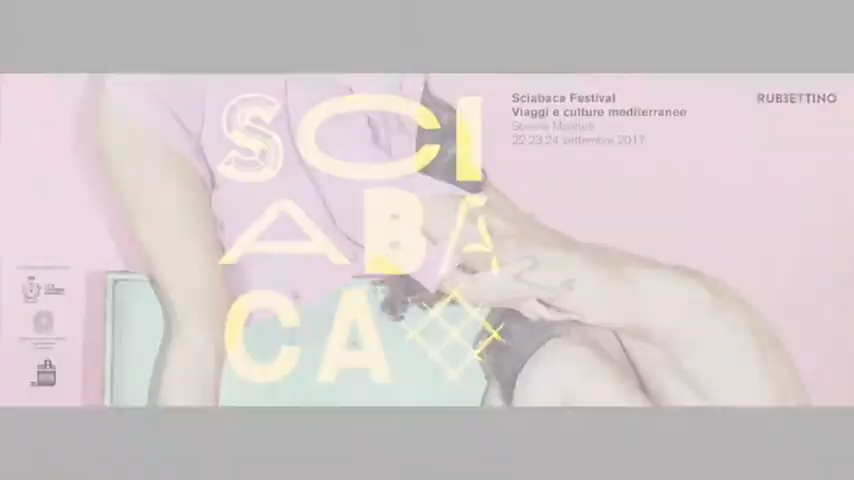 SCI
ABA
CA
Sciabaca Festival
Viaggi e culture mediterranee
Soveria Mannelli
22 23 24 settembre 2017
RUBBETTINO